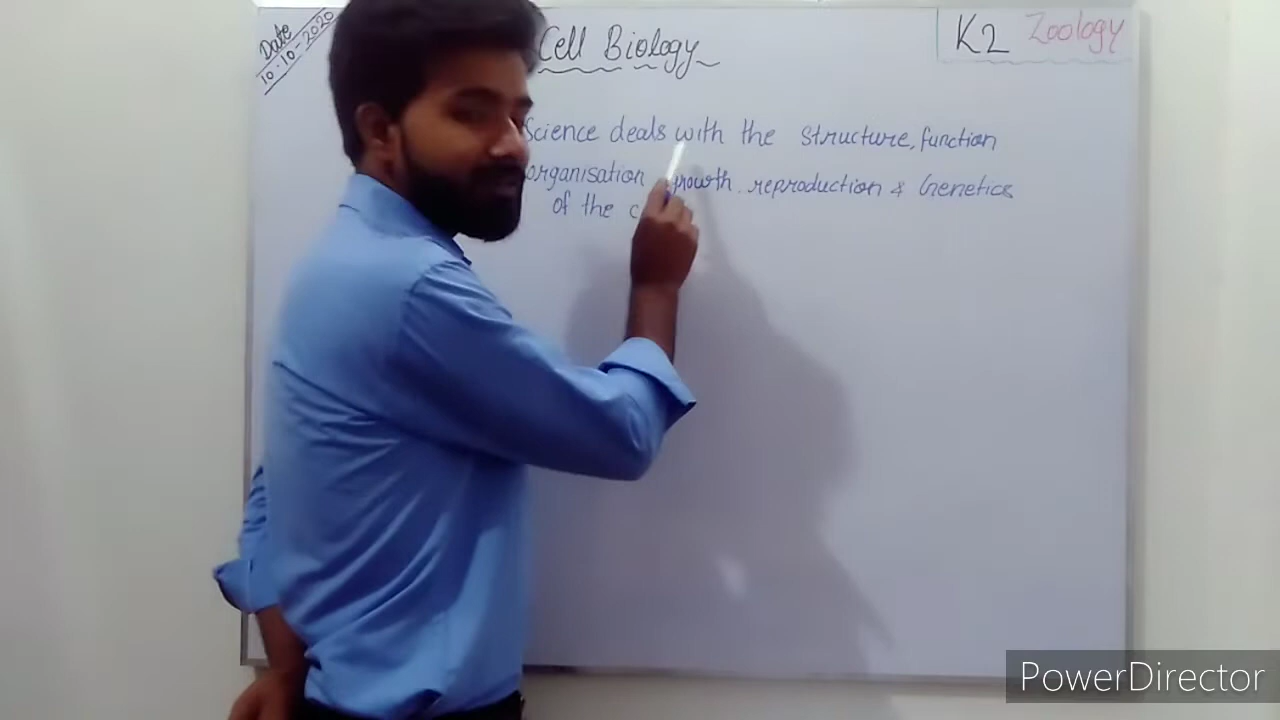 Date
10-10-2020
Cell Biology
K2 Zoology
Science deals with the structure, function
organisation growth, reproduction & Genetics
of the
PowerDirector